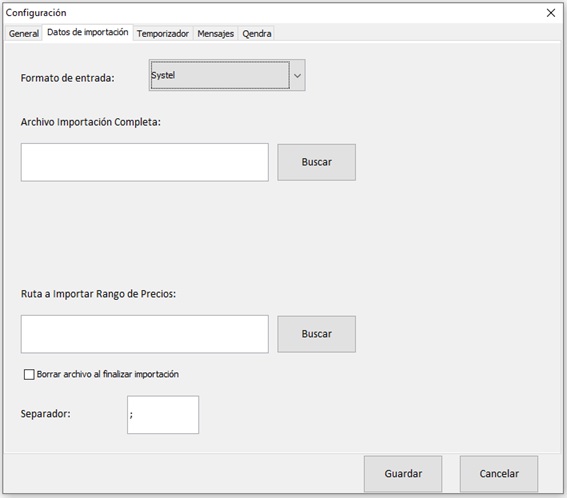 Configuración
General Datos de importación Temporizador Mensajes Qendra
Formato de entrada: Systel
Archivo Importación Completa:
Buscar
Ruta a Importar Rango de Precios:
Buscar
Borrar archivo al finalizar importación
Separador: ;
Guardar Cancelar